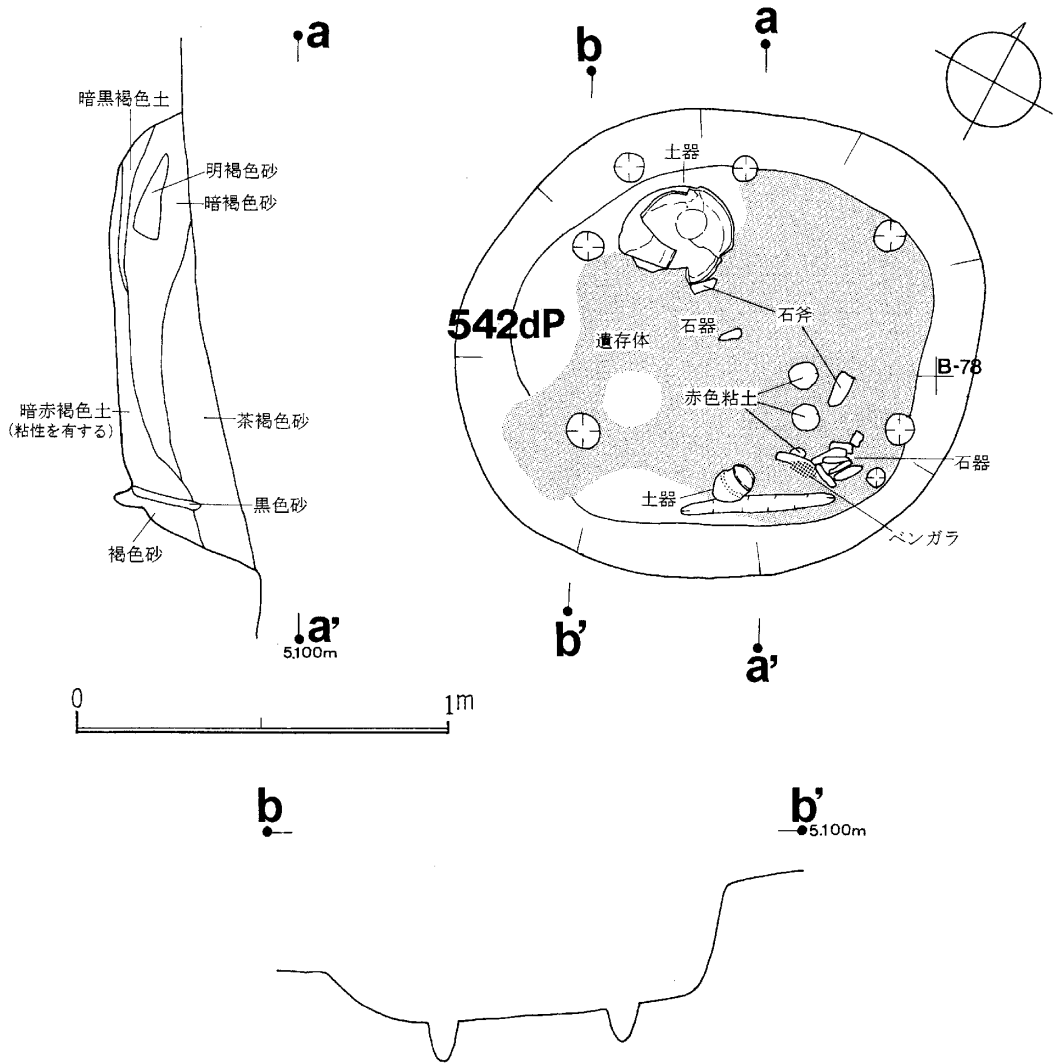 a
暗黒褐色土
明褐色砂
暗褐色砂
暗赤褐色土
(粘性を有する)
茶褐色砂
黒色砂
褐色砂
a'
5.100m
b
a
土器
542dP
石斧
石器
遺存体
B-78
赤色粘土
石器
土器
ベンガラ
b'
a'
0
1m
b
b'
5.100m